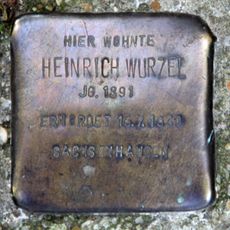 HIER WOHNTE
HEINRICH WURZEL
JG. 1891
ERMORDET
SACHSENHAUSEN